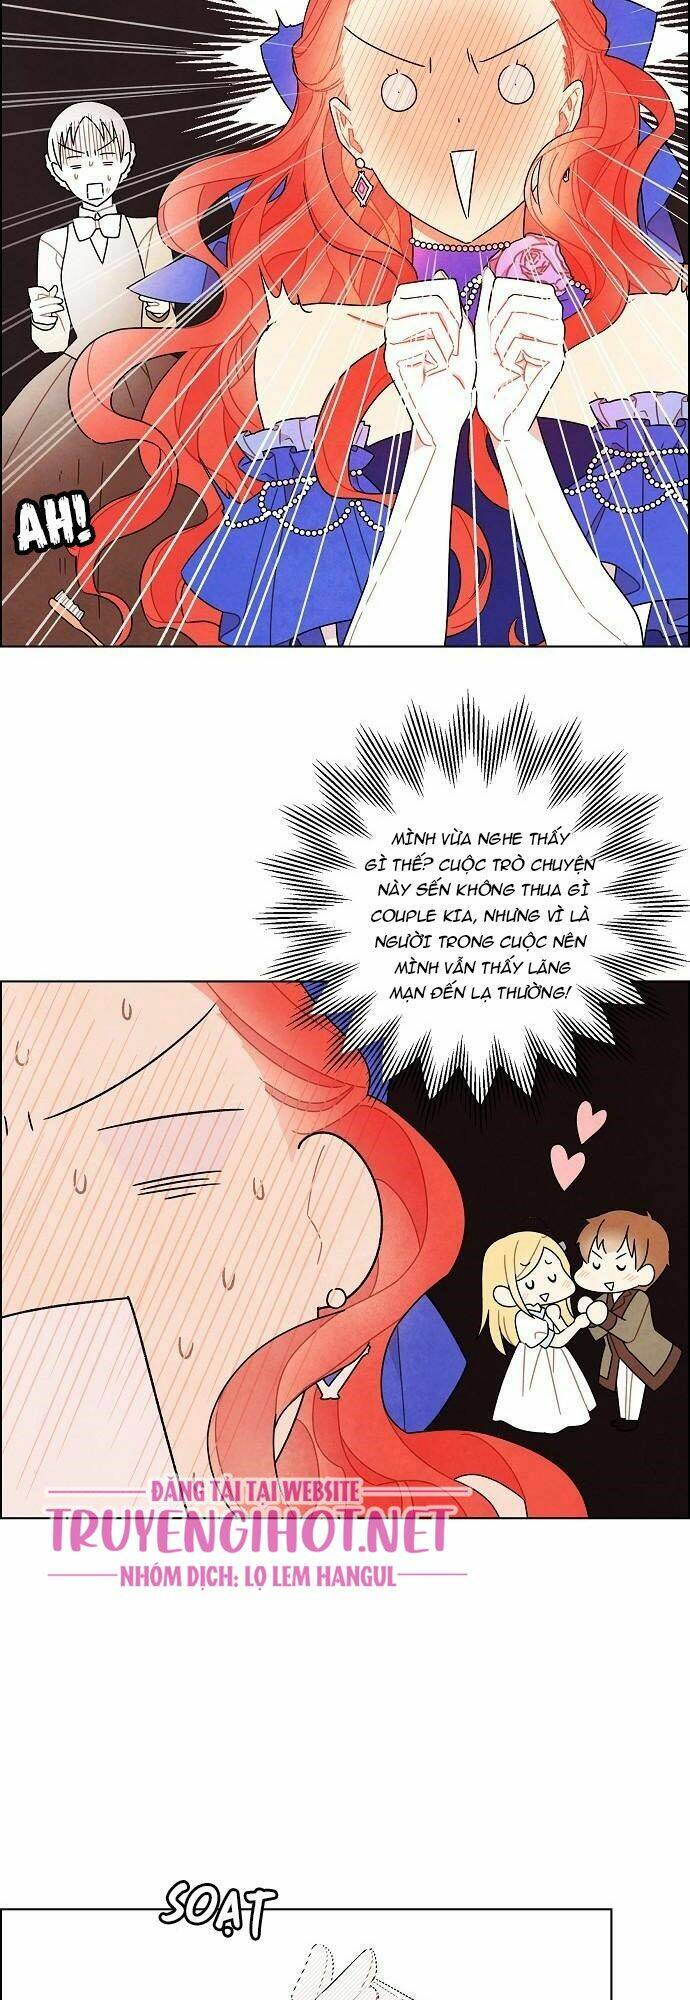 AH!
MÌNH VỪA NGHE THẤY
GÌ THẾ? CUỘC TRÒ CHUYỆN
NÀY SẾN KHÔNG THUA GÌ
COUPLE KIA, NHƯNG VÌ LÀ
NGƯỜI TRONG CUỘC NÊN
MÌNH VẪN THẤY LÃNG
MẠN ĐẾN LẠ THƯỜNG!
ĐĂNG TẢI TẠI WEBSITE
TRUYENGIHOT.NET
NHÓM DỊCH: LỌ LEM HANGUL
SOẠT